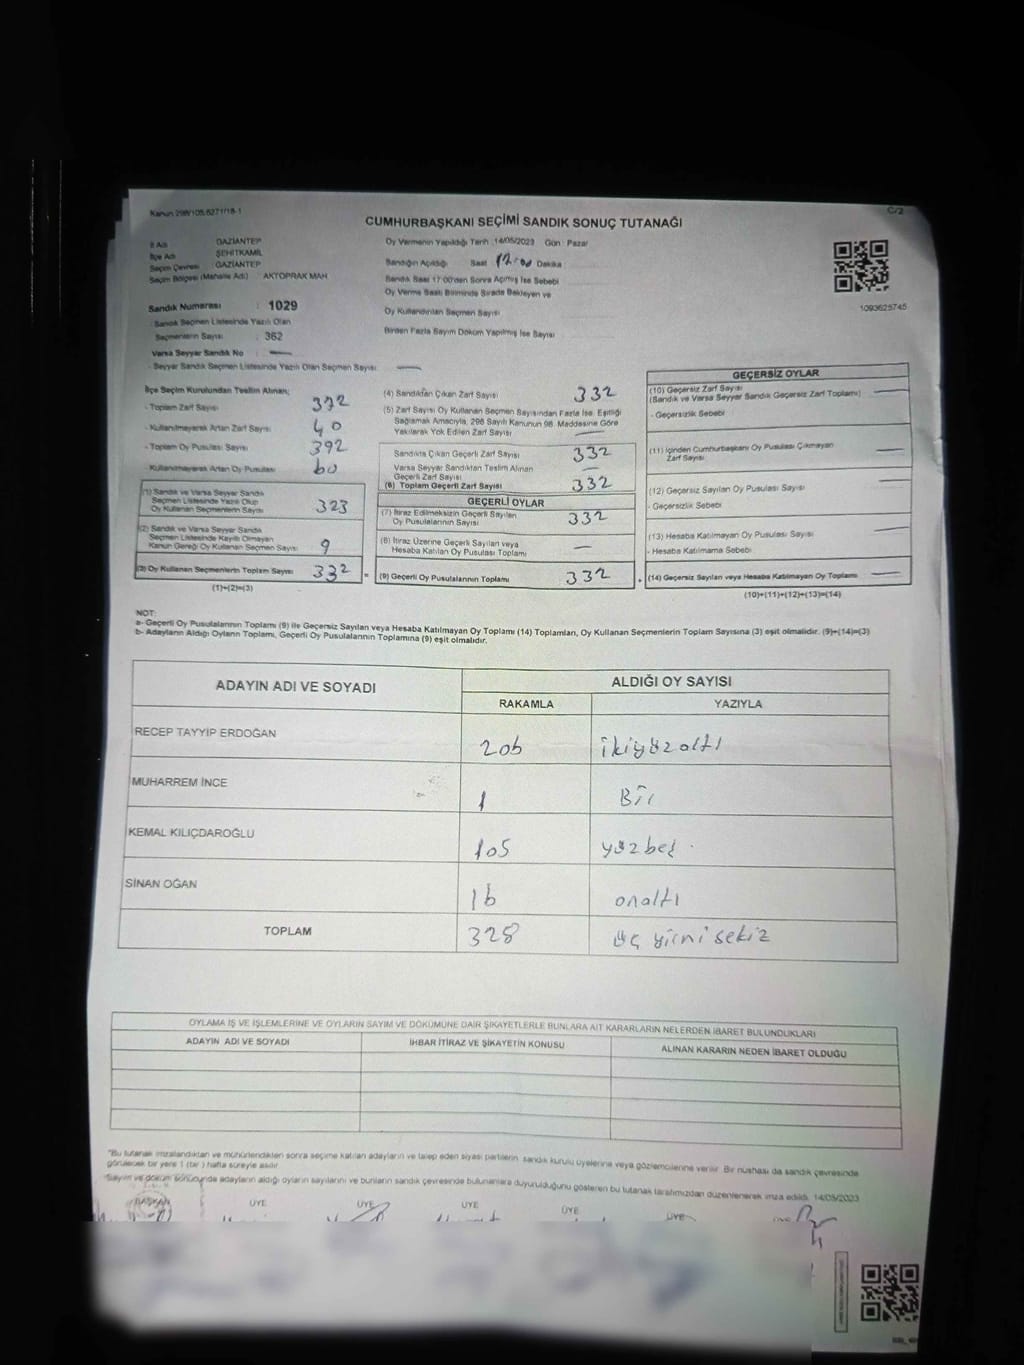 Kanun 298/105,6271/18-1
C/2
CUMHURBAŞKANI SEÇİMİ SANDIK SONUÇ TUTANAĞI
İl Adı GAZİANTEP
İlçe Adı ŞEHİTKAMİL
Seçim Çevresi GAZİANTEP
Seçim Bölgesi (Mahalle Adı) : AKTOPRAK MAH
Sandık Numarası : 1029
Sandık Seçmen Listesinde Yazılı Olan
Seçmenlerin Sayısı : 362
Varsa Seyyar Sandık No : —
- Seyyar Sandık Seçmen Listesinde Yazılı Olan Seçmen Sayısı : —
Oy Vermenin Yapıldığı Tarih :14/05/2023 Gün : Pazar
Sandığın Açıldığı Saat Dakika
Sandık Saat 17:00'den Sonra Açılmış İse Sebebi
Oy Verme Saati Bitiminde Sırada Bekleyen ve
Oy Kullandırılan Seçmen Sayısı
Birden Fazla Sayım Döküm Yapılmış İse Sayısı
1093625745
İlçe Seçim Kurulundan Teslim Alınan;
- Toplam Zarf Sayısı 372
- Kullanılmayarak Artan Zarf Sayısı 40
- Toplam Oy Pusulası Sayısı 392
- Kullanılmayarak Artan Oy Pusulası 60
(1) Sandık ve Varsa Seyyar Sandık
Seçmen Listesinde Yazılı Olup
Oy Kullanan Seçmenlerin Sayısı 323
(2) Sandık ve Varsa Seyyar Sandık
Seçmen Listesinde Kayıtlı Olmayan
Kanun Gereği Oy Kullanan Seçmen Sayısı 9
(3) Oy Kullanan Seçmenlerin Toplam Sayısı 332 =
(1)+(2)=(3)
(4) Sandıktan Çıkan Zarf Sayısı 332
(5) Zarf Sayısı Oy Kullanan Seçmen Sayısından Fazla İse, Eşitliği
Sağlamak Amacıyla, 298 Sayılı Kanunun 98. Maddesine Göre
Yakılarak Yok Edilen Zarf Sayısı —
Sandıkta Çıkan Geçerli Zarf Sayısı 332
Varsa Seyyar Sandıktan Teslim Alınan
Geçerli Zarf Sayısı —
(6) Toplam Geçerli Zarf Sayısı 332
GEÇERLİ OYLAR
(7) İtiraz Edilmeksizin Geçerli Sayılan
Oy Pusulalarının Sayısı 332
(8) İtiraz Üzerine Geçerli Sayılan veya
Hesaba Katılan Oy Pusulası Toplamı —
(9) Geçerli Oy Pusulalarının Toplamı 332 +
GEÇERSİZ OYLAR
(10) Geçersiz Zarf Sayısı
(Sandık ve Varsa Seyyar Sandık Geçersiz Zarf Toplamı) —
- Geçersizlik Sebebi
(11) İçinden Cumhurbaşkanı Oy Pusulası Çıkmayan
Zarf Sayısı —
(12) Geçersiz Sayılan Oy Pusulası Sayısı —
- Geçersizlik Sebebi
(13) Hesaba Katılmayan Oy Pusulası Sayısı —
- Hesaba Katılmama Sebebi
(14) Geçersiz Sayılan veya Hesaba Katılmayan Oy Toplamı —
(10)+(11)+(12)+(13)=(14)
NOT:
a- Geçerli Oy Pusulalarının Toplamı (9) ile Geçersiz Sayılan veya Hesaba Katılmayan Oy Toplamı (14) Toplamları, Oy Kullanan Seçmenlerin Toplam Sayısına (3) eşit olmalıdır. (9)+(14)=(3)
b- Adayların Aldığı Oyların Toplamı, Geçerli Oy Pusulalarının Toplamına (9) eşit olmalıdır.
ADAYIN ADI VE SOYADI ALDIĞI OY SAYISI
RAKAMLA YAZIYLA
RECEP TAYYİP ERDOĞAN 206 ikiyüzaltı
MUHARREM İNCE 1 Bir
KEMAL KILIÇDAROĞLU 105 yüzbeş
SİNAN OĞAN 16 onaltı
TOPLAM 328 üç yirmi sekiz
OYLAMA İŞ VE İŞLEMLERİNE VE OYLARIN SAYIM VE DÖKÜMÜNE DAİR ŞİKAYETLERLE BUNLARA AİT KARARLARIN NELERDEN İBARET BULUNDUKLARI
ADAYIN ADI VE SOYADI İHBAR İTİRAZ VE ŞİKAYETİN KONUSU ALINAN KARARIN NEDEN İBARET OLDUĞU
"Bu tutanak imzalandıktan ve mühürlendikten sonra seçime katılan adayların ve talep eden siyasi partilerin sandık kurulu üyelerine veya gözlemcilerine verilir. Bir nüshası da sandık çevresinde
görülebilecek bir yere 1 (bir) hafta süreyle asılır.
Sayım ve döküm sonucunda adayların aldığı oyların sayılarını ve bunların sandık çevresinde bulunanlara duyurulduğunu gösteren bu tutanak tarafımızdan düzenlenerek imza edildi. 14/05/2023
BAŞKAN ÜYE ÜYE ÜYE ÜYE ÜYE